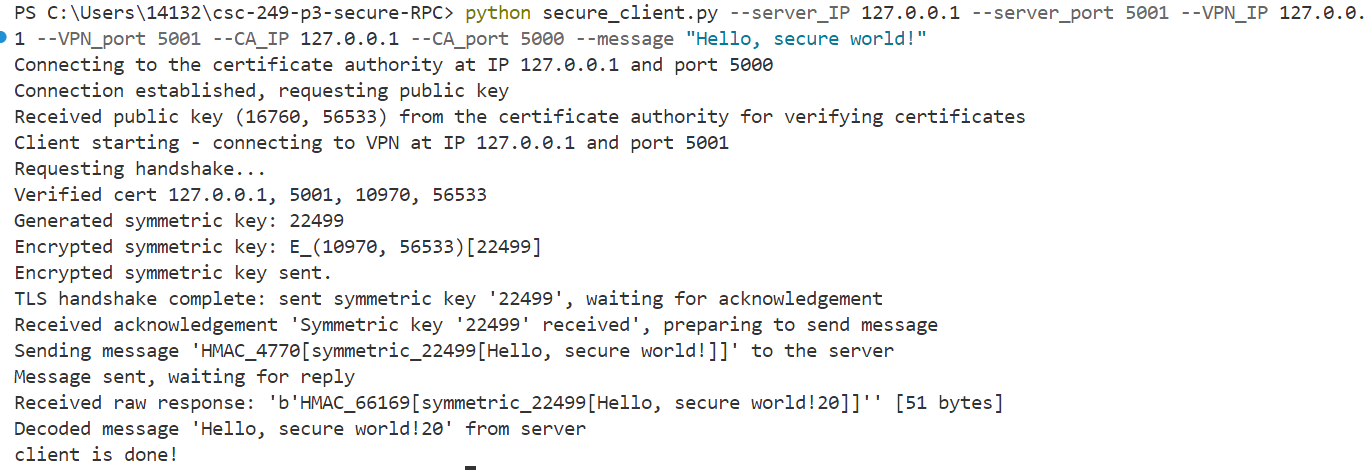 PS C:\Users\14132\csc-249-p3-secure-RPC> python secure_client.py --server_IP 127.0.0.1 --server_port 5001 --VPN_IP 127.0.0.
1 --VPN_port 5001 --CA_IP 127.0.0.1 --CA_port 5000 --message "Hello, secure world!"
Connecting to the certificate authority at IP 127.0.0.1 and port 5000
Connection established, requesting public key
Received public key (16760, 56533) from the certificate authority for verifying certificates
Client starting - connecting to VPN at IP 127.0.0.1 and port 5001
Requesting handshake...
Verified cert 127.0.0.1, 5001, 10970, 56533
Generated symmetric key: 22499
Encrypted symmetric key: E_(10970, 56533)[22499]
Encrypted symmetric key sent.
TLS handshake complete: sent symmetric key '22499', waiting for acknowledgement
Received acknowledgement 'Symmetric key '22499' received', preparing to send message
Sending message 'HMAC_4770[symmetric_22499[Hello, secure world!]]' to the server
Message sent, waiting for reply
Received raw response: 'b'HMAC_66169[symmetric_22499[Hello, secure world!20]]'' [51 bytes]
Decoded message 'Hello, secure world!20' from server
client is done!